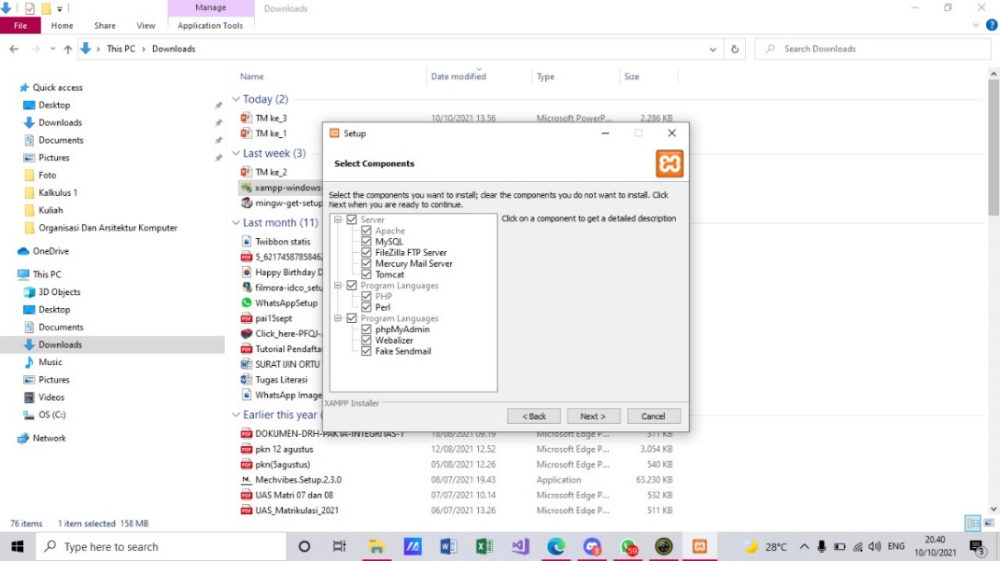 Manage
Downloads
File
Home
Share
View
Application Tools
This PC
Downloads
Search Downloads
Name
Date modified
Type
Size
Quick access
Desktop
Downloads
Documents
Pictures
Foto
Kalkulus 1
Kuliah
Organisasi Dan Arsitektur Komputer
OneDrive
This PC
3D Objects
Desktop
Documents
Downloads
Music
Pictures
Videos
OS (C:)
Network
Today (2)
TM ke_3 10/10/2021 13.56 Microsoft PowerP... 2.286 KB
TM ke_1
Last week (3)
TM ke_2
xampp-windows-
mingw-get-setup
Last month (11)
Twibbon statis
5_6217458785846
Happy Birthday D
filmora-idco_setu
WhatsAppSetup
pai15sept
Click_here-PFQJ-
Tutorial Pendafta
SURAT IJIN ORTU
Tugas Literasi
WhatsApp Image
Earlier this year
DOKUMEN-DRH-PAKTA-INTEGRITAS-1 18/08/2021 09.19 Microsoft Edge P... 311 KB
pkn 12 agustus 12/08/2021 12.52 Microsoft Edge P... 3.054 KB
pkn(5agustus) 05/08/2021 12.26 Microsoft Edge P... 540 KB
Mechvibes.Setup.2.3.0 08/07/2021 19.43 Application 63.230 KB
UAS Matri 07 dan 08 07/07/2021 10.14 Microsoft Edge P... 532 KB
UAS_Matrikulasi_2021 06/07/2021 13.26 Microsoft Edge P... 511 KB
Setup
Select Components
Select the components you want to install; clear the components you do not want to install. Click
Next when you are ready to continue.
Server
Apache
MySQL
FileZilla FTP Server
Mercury Mail Server
Tomcat
Program Languages
PHP
Perl
Program Languages
phpMyAdmin
Webalizer
Fake Sendmail
Click on a component to get a detailed description
XAMPP Installer
< Back
Next >
Cancel
76 items 1 item selected 158 MB
Type here to search
3
59
28°C
ENG
20.40
10/10/2021
3